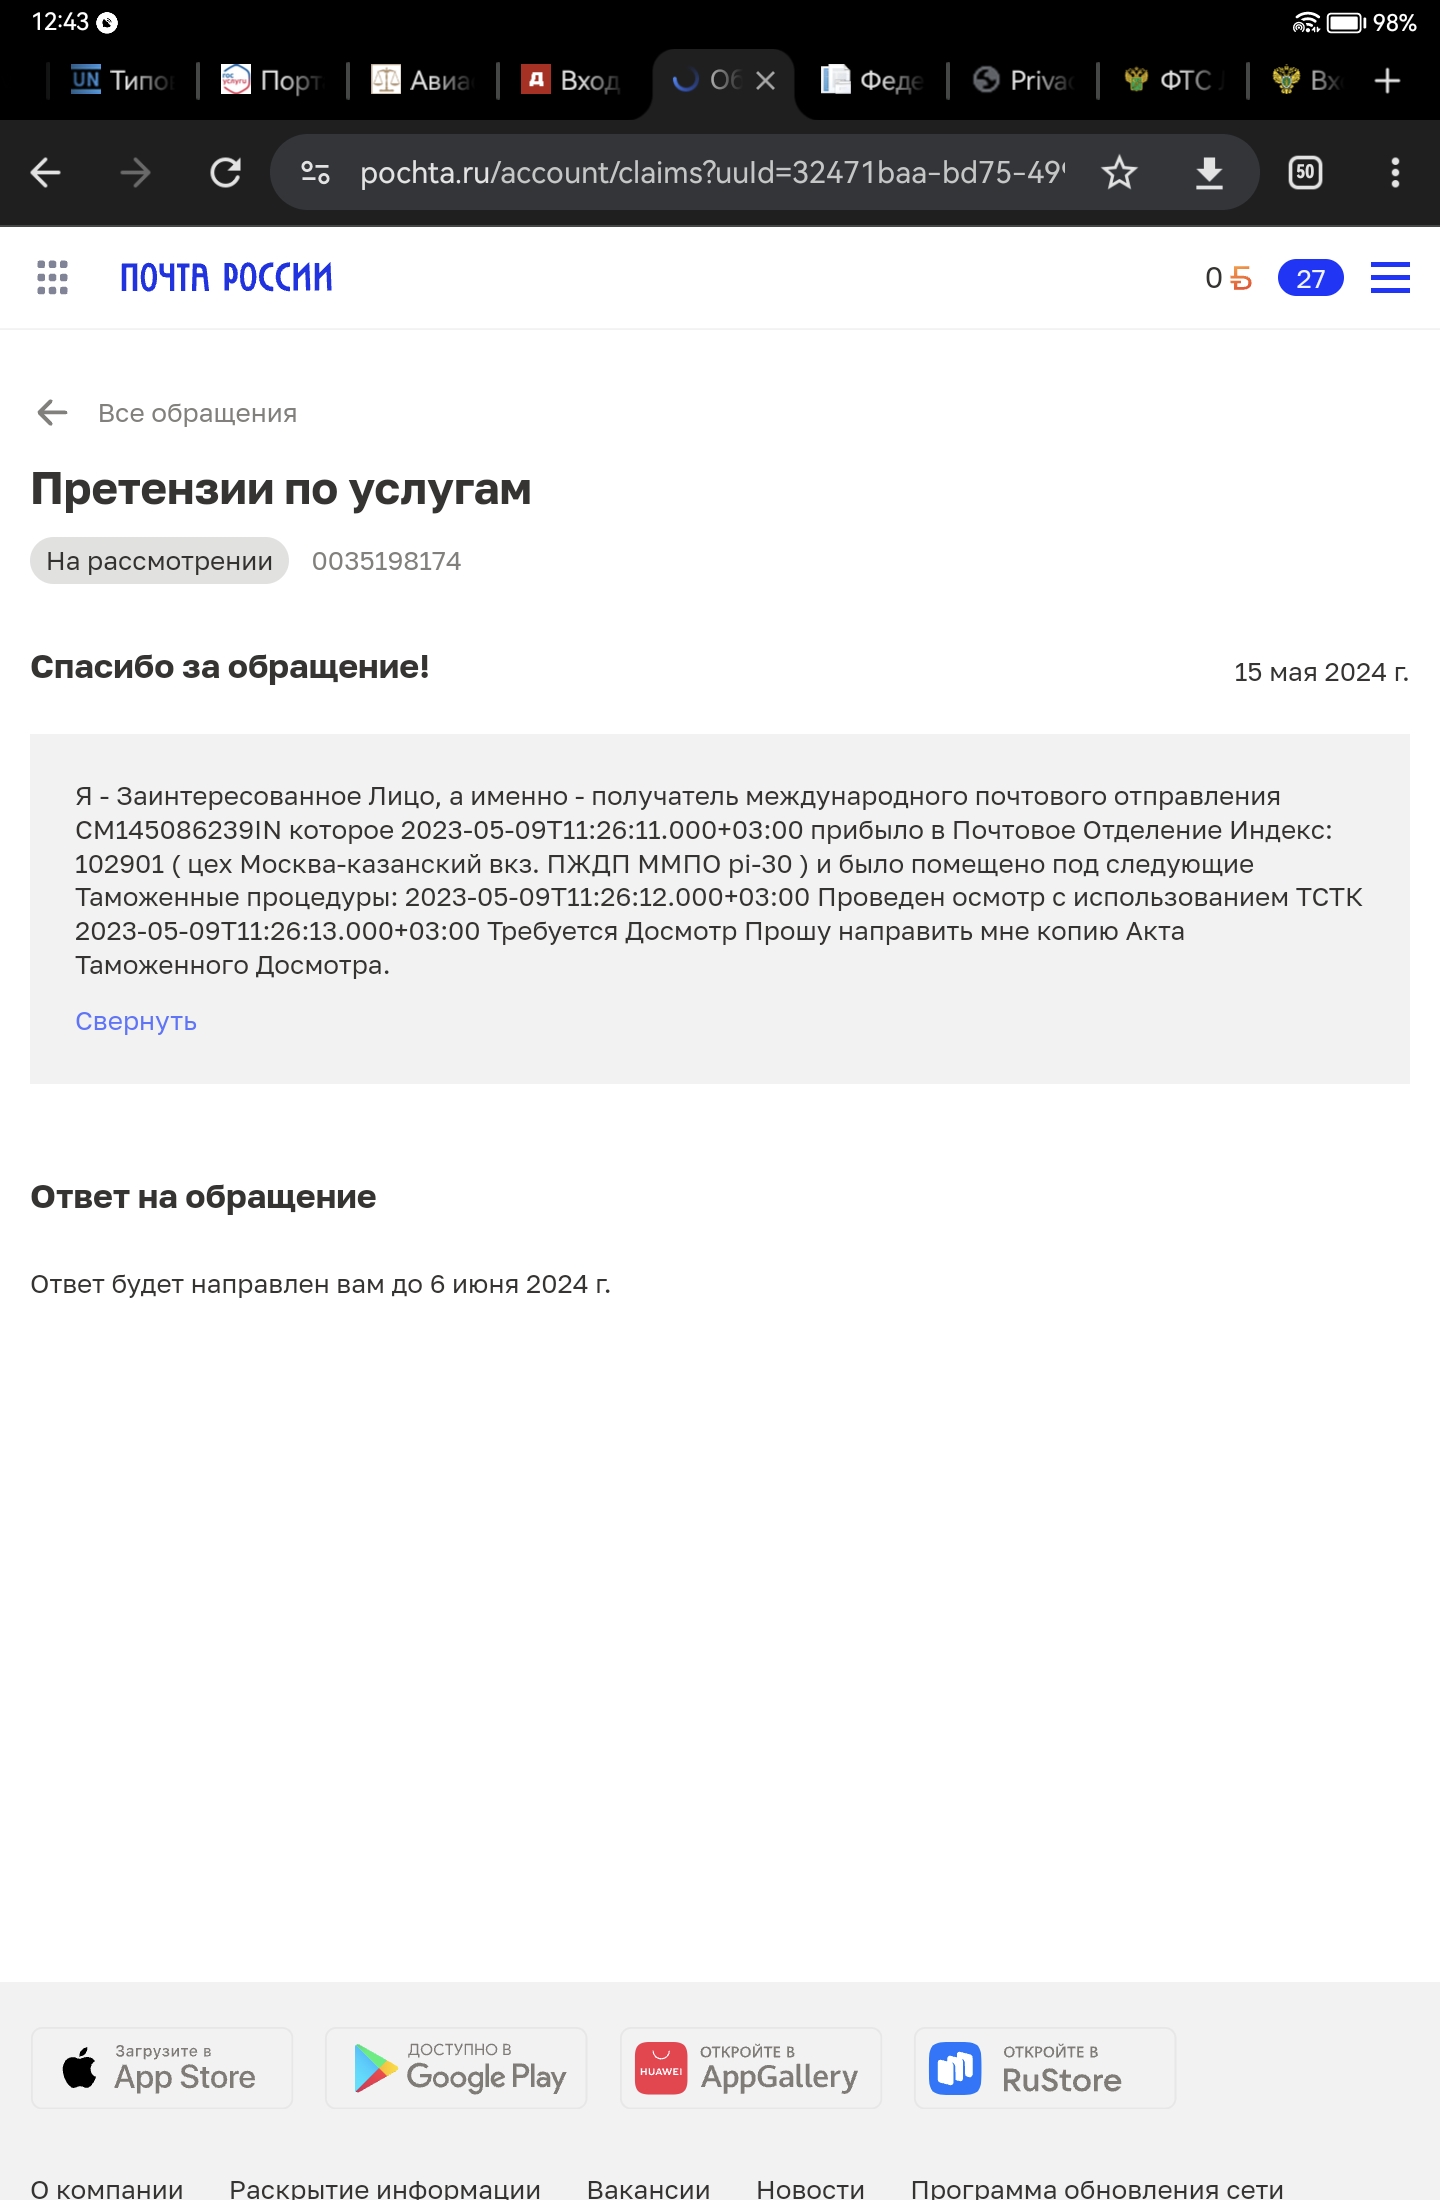 12:43
98%
UN Типо
гос услуги Порт
Авиа
Д Вход
Об
Феде
Priva
ФТС
Вх
pochta.ru/account/claims?uuId=32471baa-bd75-49
50
ПОЧТА РОССИИ
0 Б
27
Все обращения
Претензии по услугам
На рассмотрении 0035198174
Спасибо за обращение!
15 мая 2024 г.
Я - Заинтересованное Лицо, а именно - получатель международного почтового отправления
CM145086239IN которое 2023-05-09T11:26:11.000+03:00 прибыло в Почтовое Отделение Индекс:
102901 ( цех Москва-казанский вкз. ПЖДП ММПО pi-30 ) и было помещено под следующие
Таможенные процедуры: 2023-05-09T11:26:12.000+03:00 Проведен осмотр с использованием ТСТК
2023-05-09T11:26:13.000+03:00 Требуется Досмотр Прошу направить мне копию Акта
Таможенного Досмотра.
Свернуть
Ответ на обращение
Ответ будет направлен вам до 6 июня 2024 г.
Загрузите в
App Store
ДОСТУПНО В
Google Play
HUAWEI
ОТКРОЙТЕ В
AppGallery
ОТКРОЙТЕ В
RuStore
О компании
Раскрытие информации
Вакансии
Новости
Программа обновления сети